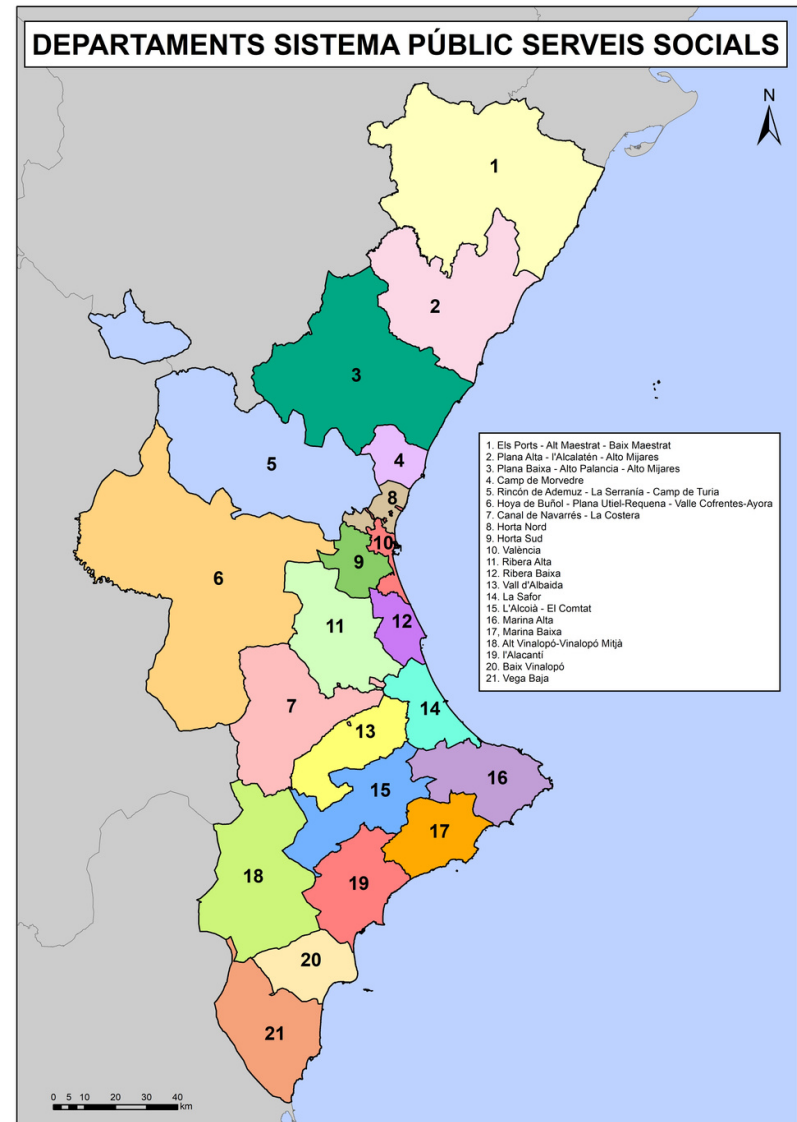 DEPARTAMENTS SISTEMA PÚBLIC SERVEIS SOCIALS
N
1
2
3
4
5
8
10
9
6
11
12
7
14
13
15
16
17
18
19
20
21
1. Els Ports - Alt Maestrat - Baix Maestrat
2. Plana Alta - l'Alcalatén - Alto Mijares
3. Plana Baixa - Alto Palancia - Alto Mijares
4. Camp de Morvedre
5. Rincón de Ademuz - La Serranía - Camp de Turia
6. Hoya de Buñol - Plana Utiel-Requena - Valle Cofrentes-Ayora
7. Canal de Navarrés - La Costera
8. Horta Nord
9. Horta Sud
10. València
11. Ribera Alta
12. Ribera Baixa
13. Vall d'Albaida
14. La Safor
15. L'Alcoià - El Comtat
16. Marina Alta
17, Marina Baixa
18. Alt Vinalopó-Vinalopó Mitjà
19. l'Alacantí
20. Baix Vinalopó
21. Vega Baja
0 5 10 20 30 40
km